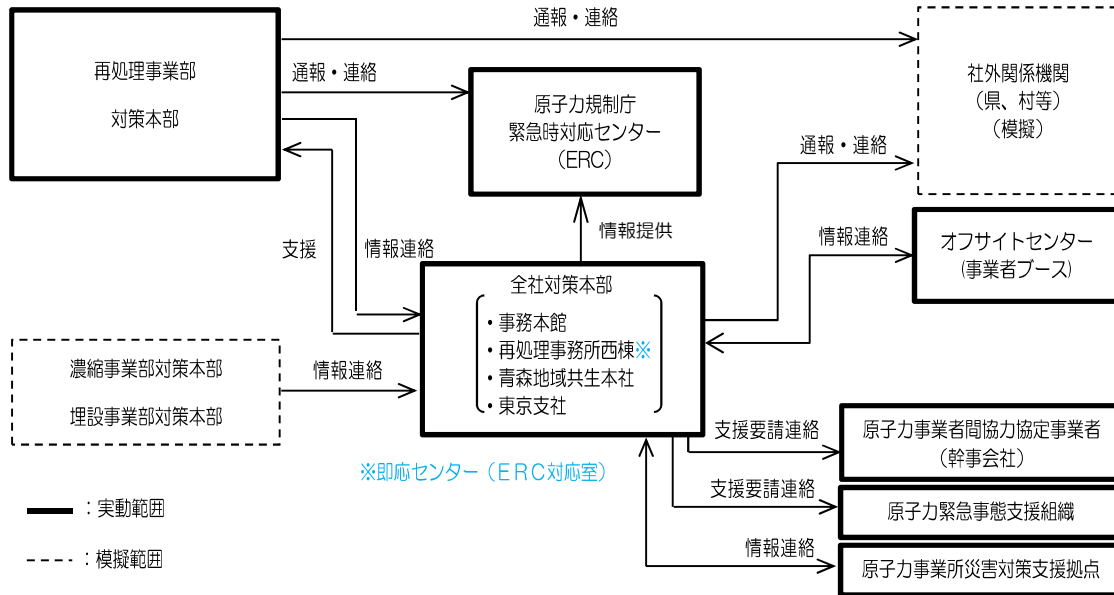 再処理事業部
対策本部
通報・連絡
通報・連絡
社外関係機関
（県、村等）
（模擬）
原子力規制庁
緊急時対応センター
（ERC）
通報・連絡
支援
情報連絡
情報提供
情報連絡
オフサイトセンター
(事業者ブース)
全社対策本部
・事務本館
・再処理事務所西棟※
・青森地域共生本社
・東京支社
濃縮事業部対策本部
埋設事業部対策本部
情報連絡
※即応センター（ＥＲＣ対応室）
支援要請連絡
原子力事業者間協力協定事業者
（幹事会社）
支援要請連絡
原子力緊急事態支援組織
情報連絡
原子力事業所災害対策支援拠点
：実動範囲
：模擬範囲